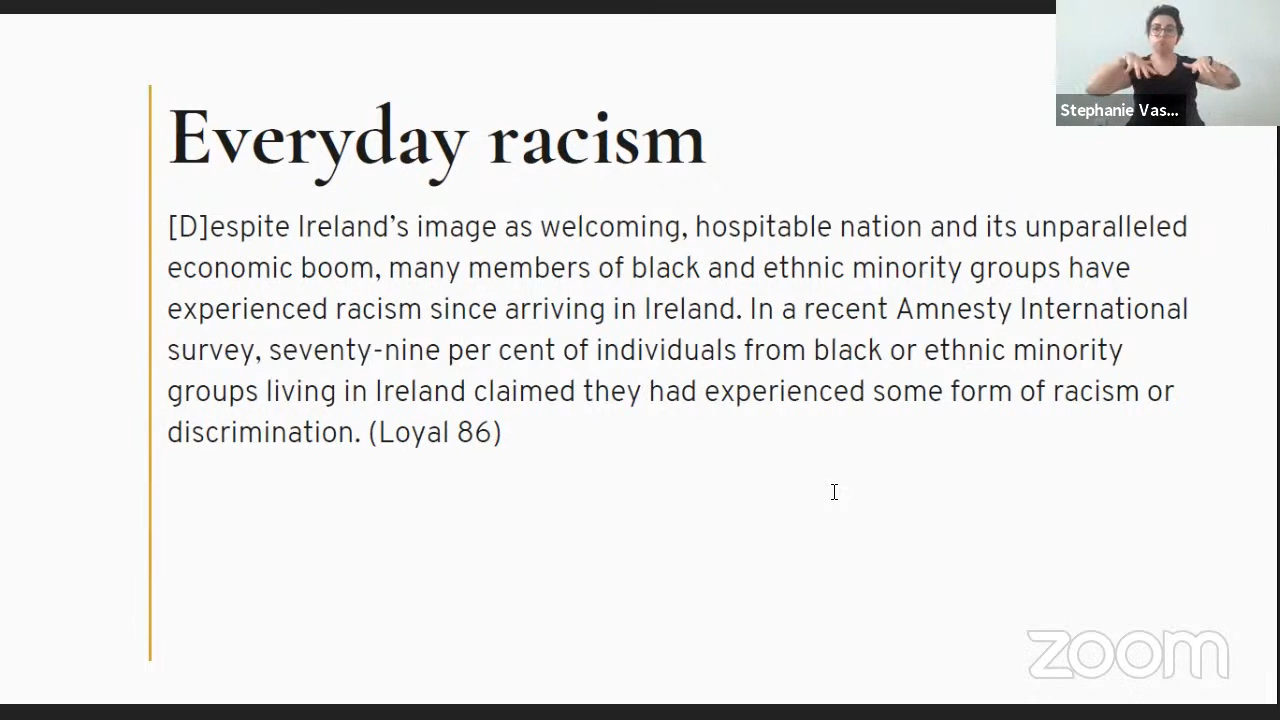 Stephanie Vas...
Everyday racism
[D]espite Ireland’s image as welcoming, hospitable nation and its unparalleled
economic boom, many members of black and ethnic minority groups have
experienced racism since arriving in Ireland. In a recent Amnesty International
survey, seventy-nine per cent of individuals from black or ethnic minority
groups living in Ireland claimed they had experienced some form of racism or
discrimination. (Loyal 86)
zoom